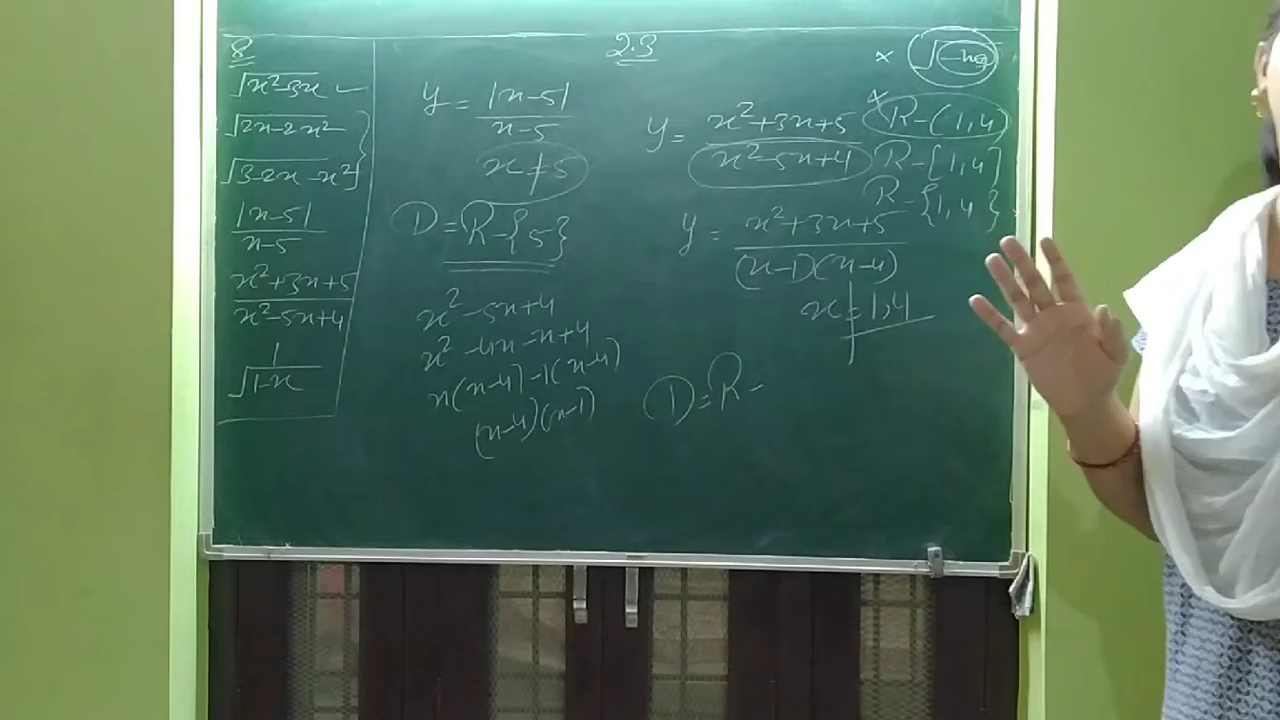 2.3
8
√x²-3x
√2x-2x²
√3-2x-x²
|x-5|
x-5
x²+3x+5
x²-5x+4
1
√1-x
y = |x-5|
x-5
x ≠ 5
D = R-{5}
x²-5x+4
x²-4x-x+4
x(x-4)-1(x-4)
(x-4)(x-1)
y = x²+3x+5
x²-5x+4
y = x²+3x+5
(x-1)(x-4)
x ≠ 1,4
D = R-
× √-ve
× R-(1,4)
R-[1,4]
R-{1,4}